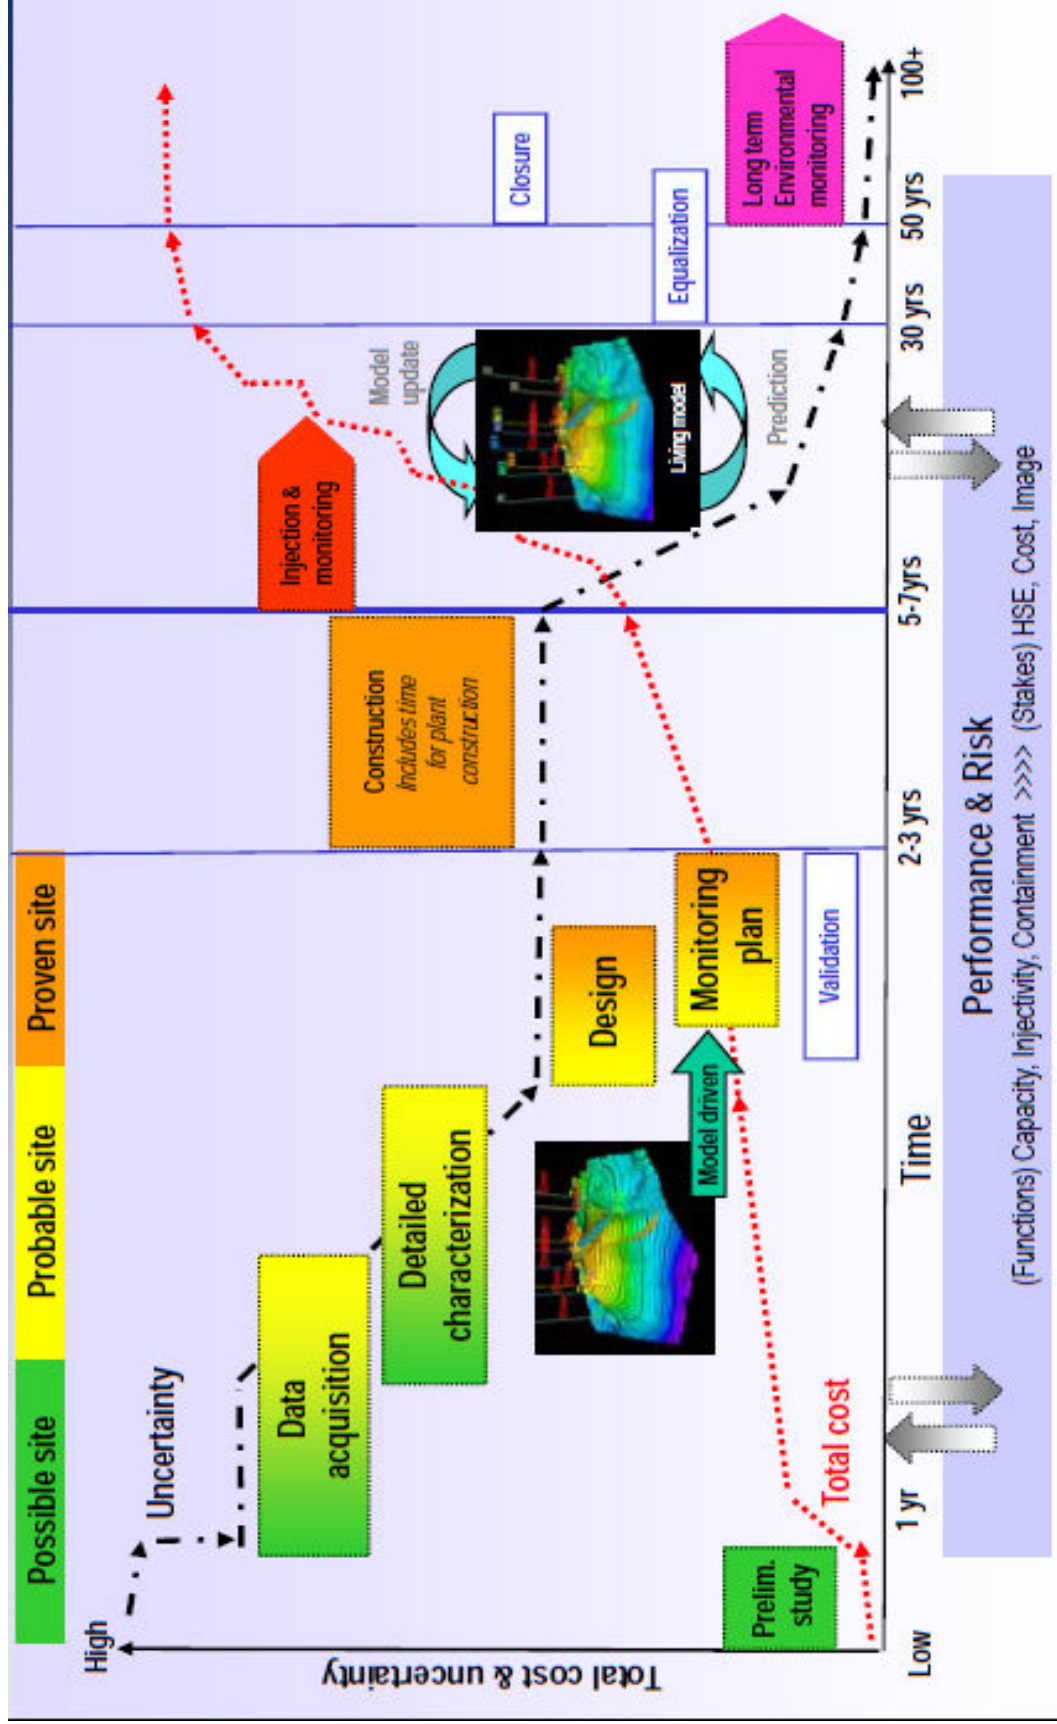 Possible site
Probable site
Proven site
High
Uncertainty
Data
acquisition
Detailed
characterization
Design
Monitoring
plan
Model driven
Validation
Construction
Includes time
for plant
construction
Injection &
monitoring
Model
update
Living model
Prediction
Equalization
Closure
Long term
Environmental
monitoring
Prelim.
study
Total cost
Total cost & uncertainty
Low
1 yr
Time
2-3 yrs
5-7yrs
30 yrs
50 yrs
100+
Performance & Risk
(Functions) Capacity, Injectivity, Containment >>>> (Stakes) HSE, Cost, Image